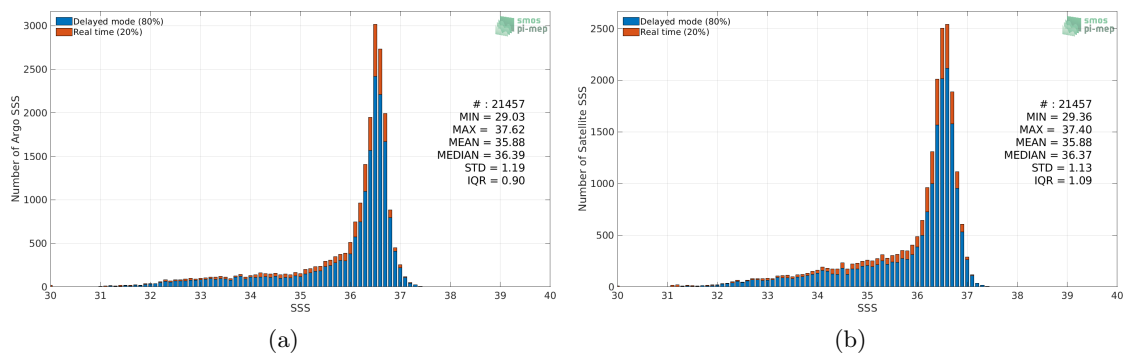 Delayed mode (80%)
Real time (20%)
smos
pi-mep
3000
2500
2000
1500
1000
500
0
Number of Argo SSS
# : 21457
MIN = 29.03
MAX = 37.62
MEAN = 35.88
MEDIAN = 36.39
STD = 1.19
IQR = 0.90
30 31 32 33 34 35 36 37 38 39 40
SSS
(a)
Delayed mode (80%)
Real time (20%)
smos
pi-mep
2500
2000
1500
1000
500
0
Number of Satellite SSS
# : 21457
MIN = 29.36
MAX = 37.40
MEAN = 35.88
MEDIAN = 36.37
STD = 1.13
IQR = 1.09
30 31 32 33 34 35 36 37 38 39 40
SSS
(b)